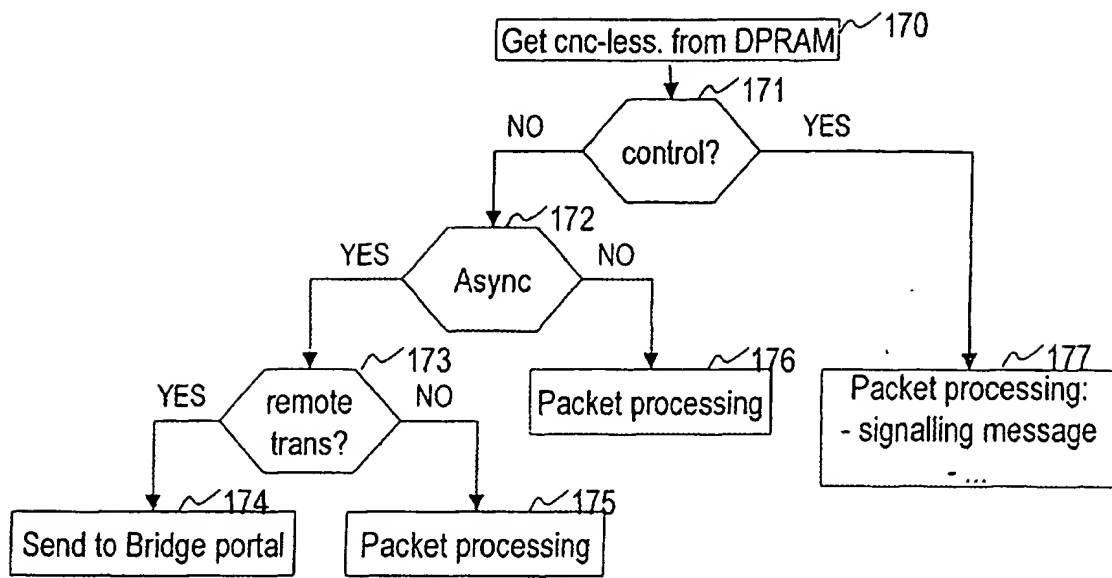 Get cnc-less. from DPRAM
170
171
NO
control?
YES
172
YES
Async
NO
173
YES
remote
trans?
NO
176
Packet processing
177
Packet processing:
- signalling message
- ...
174
Send to Bridge portal
175
Packet processing